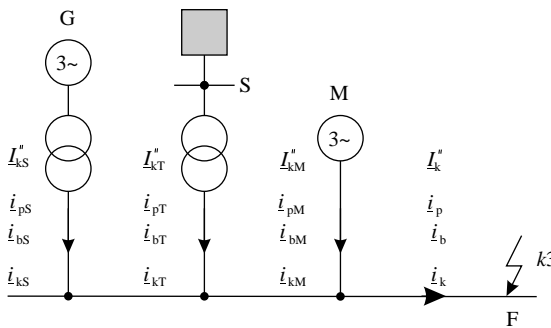 G
3~
S
M
3~
I"kS I"kT I"kM I"k
ipS ipT ipM ip
ibS ibT ibM ib
ikS ikT ikM ik
k3
F